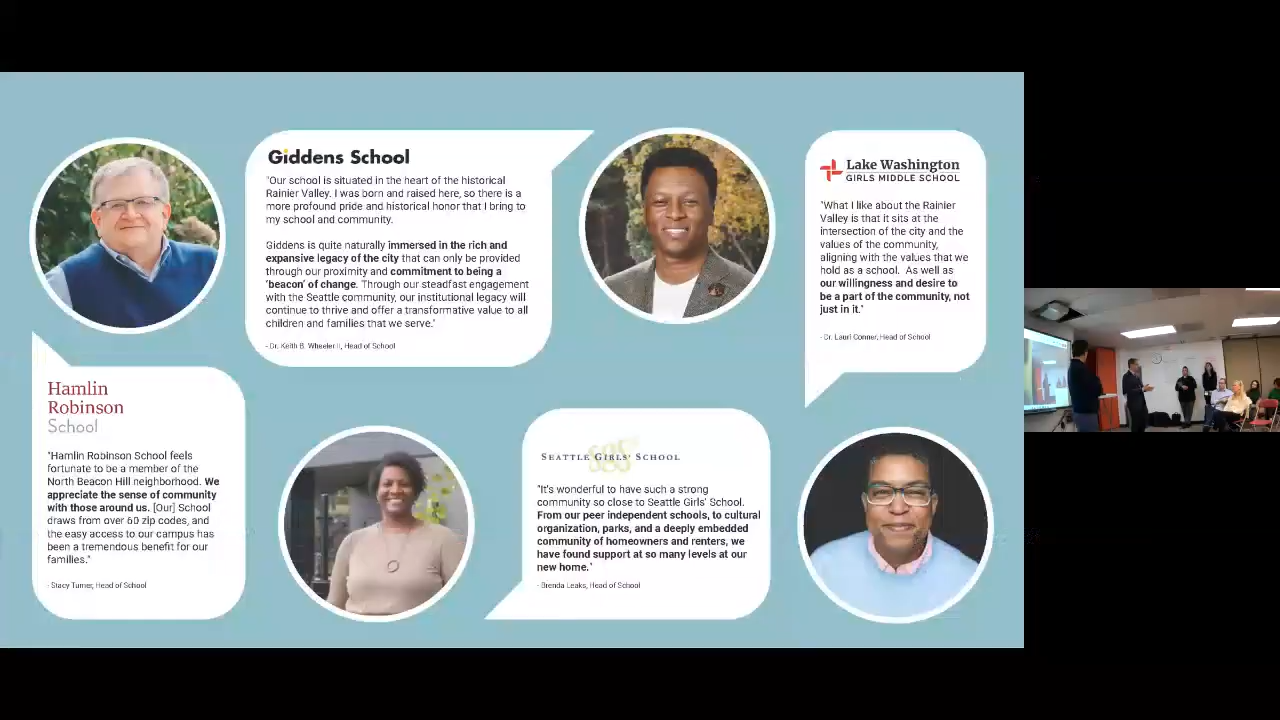 Giddens School
"Our school is situated in the heart of the historical
Rainier Valley. I was born and raised here, so there is a
more profound pride and historical honor that I bring to
my school and community.
Giddens is quite naturally immersed in the rich and
expansive legacy of the city that can only be provided
through our proximity and commitment to being a
'beacon' of change. Through our steadfast engagement
with the Seattle community, our institutional legacy will
continue to thrive and offer a transformative value to all
children and families that we serve."
- Dr. Keith B. Wheeler II, Head of School
Lake Washington
GIRLS MIDDLE SCHOOL
"What I like about the Rainier
Valley is that it sits at the
intersection of the city and the
values of the community,
aligning with the values that we
hold as a school. As well as
our willingness and desire to
be a part of the community, not
just in it."
- Dr. Lauri Conner, Head of School
Hamlin
Robinson
School
"Hamlin Robinson School feels
fortunate to be a member of the
North Beacon Hill neighborhood. We
appreciate the sense of community
with those around us. [Our] School
draws from over 60 zip codes, and
the easy access to our campus has
been a tremendous benefit for our
families."
- Stacy Turner, Head of School
SEATTLE GIRLS' SCHOOL
sgs
"It's wonderful to have such a strong
community so close to Seattle Girls' School.
From our peer independent schools, to cultural
organization, parks, and a deeply embedded
community of homeowners and renters, we
have found support at so many levels at our
new home."
- Brenda Leaks, Head of School